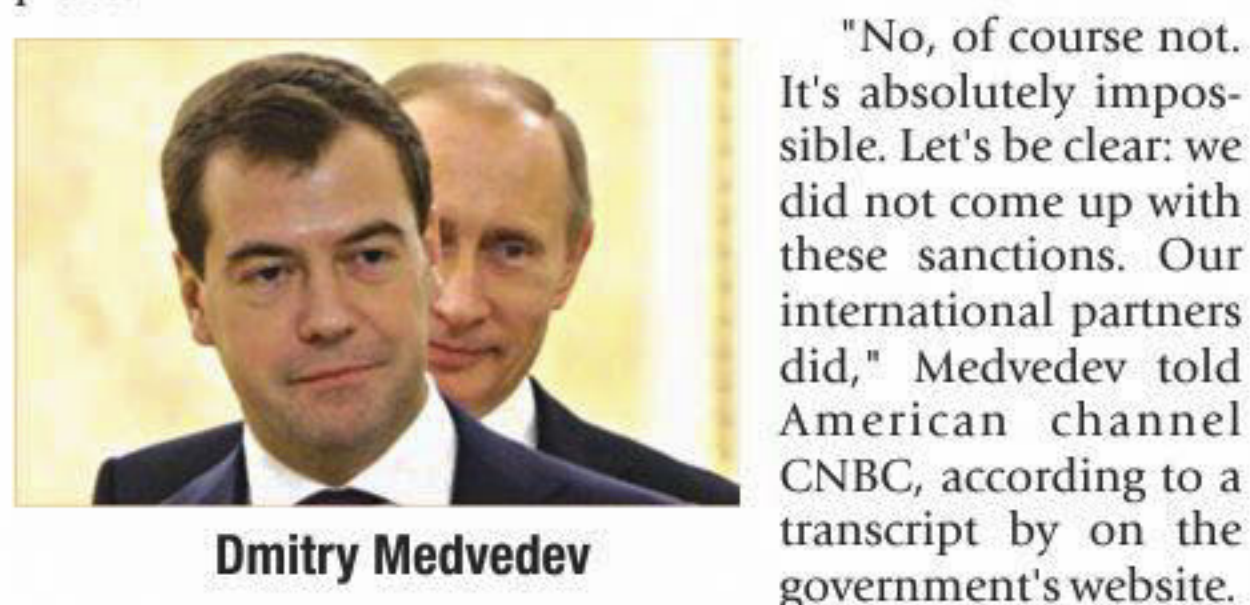 "No, of course not.
It's absolutely impos-
sible. Let's be clear: we
did not come up with
these sanctions. Our
international partners
did," Medvedev told
American channel
CNBC, according to a
transcript by on the
government's website.
Dmitry Medvedev